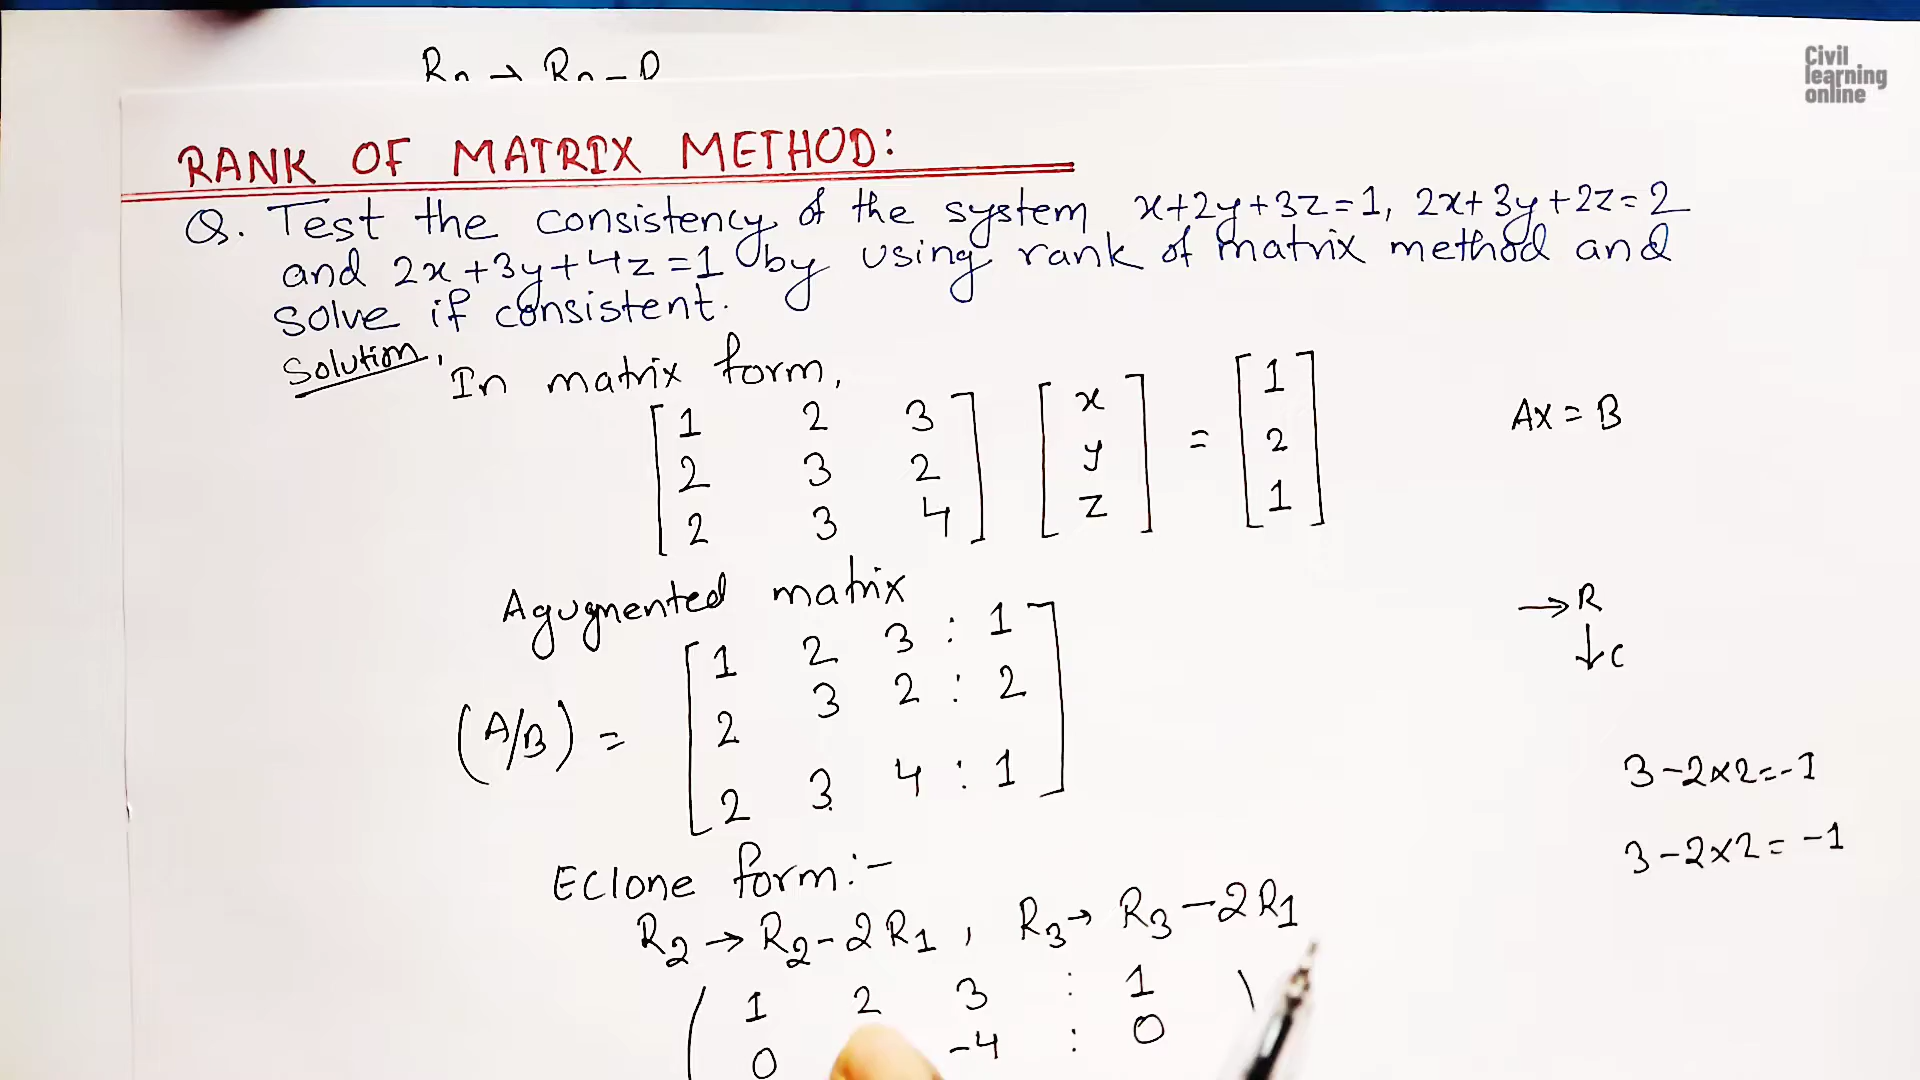 Civil
learning
online
Rn → Rn - D
RANK OF MATRIX METHOD:
Q. Test the consistency of the system x+2y+3z=1, 2x+3y+2z=2
and 2x+3y+4z=1 by using rank of matrix method and
solve if consistent.
Solution,
In matrix form,
1 2 3 x 1
2 3 2 y = 2
2 3 4 z 1
AX = B
Agugmented matrix
→ R
↓ C
1 2 3 : 1
(A/B) = 2 3 2 : 2
2 3 4 : 1
3-2×2=-1
3-2×2=-1
Eclone form:-
R2 → R2-2R1, R3 → R3-2R1
1 2 3 : 1
0 -4 : 0